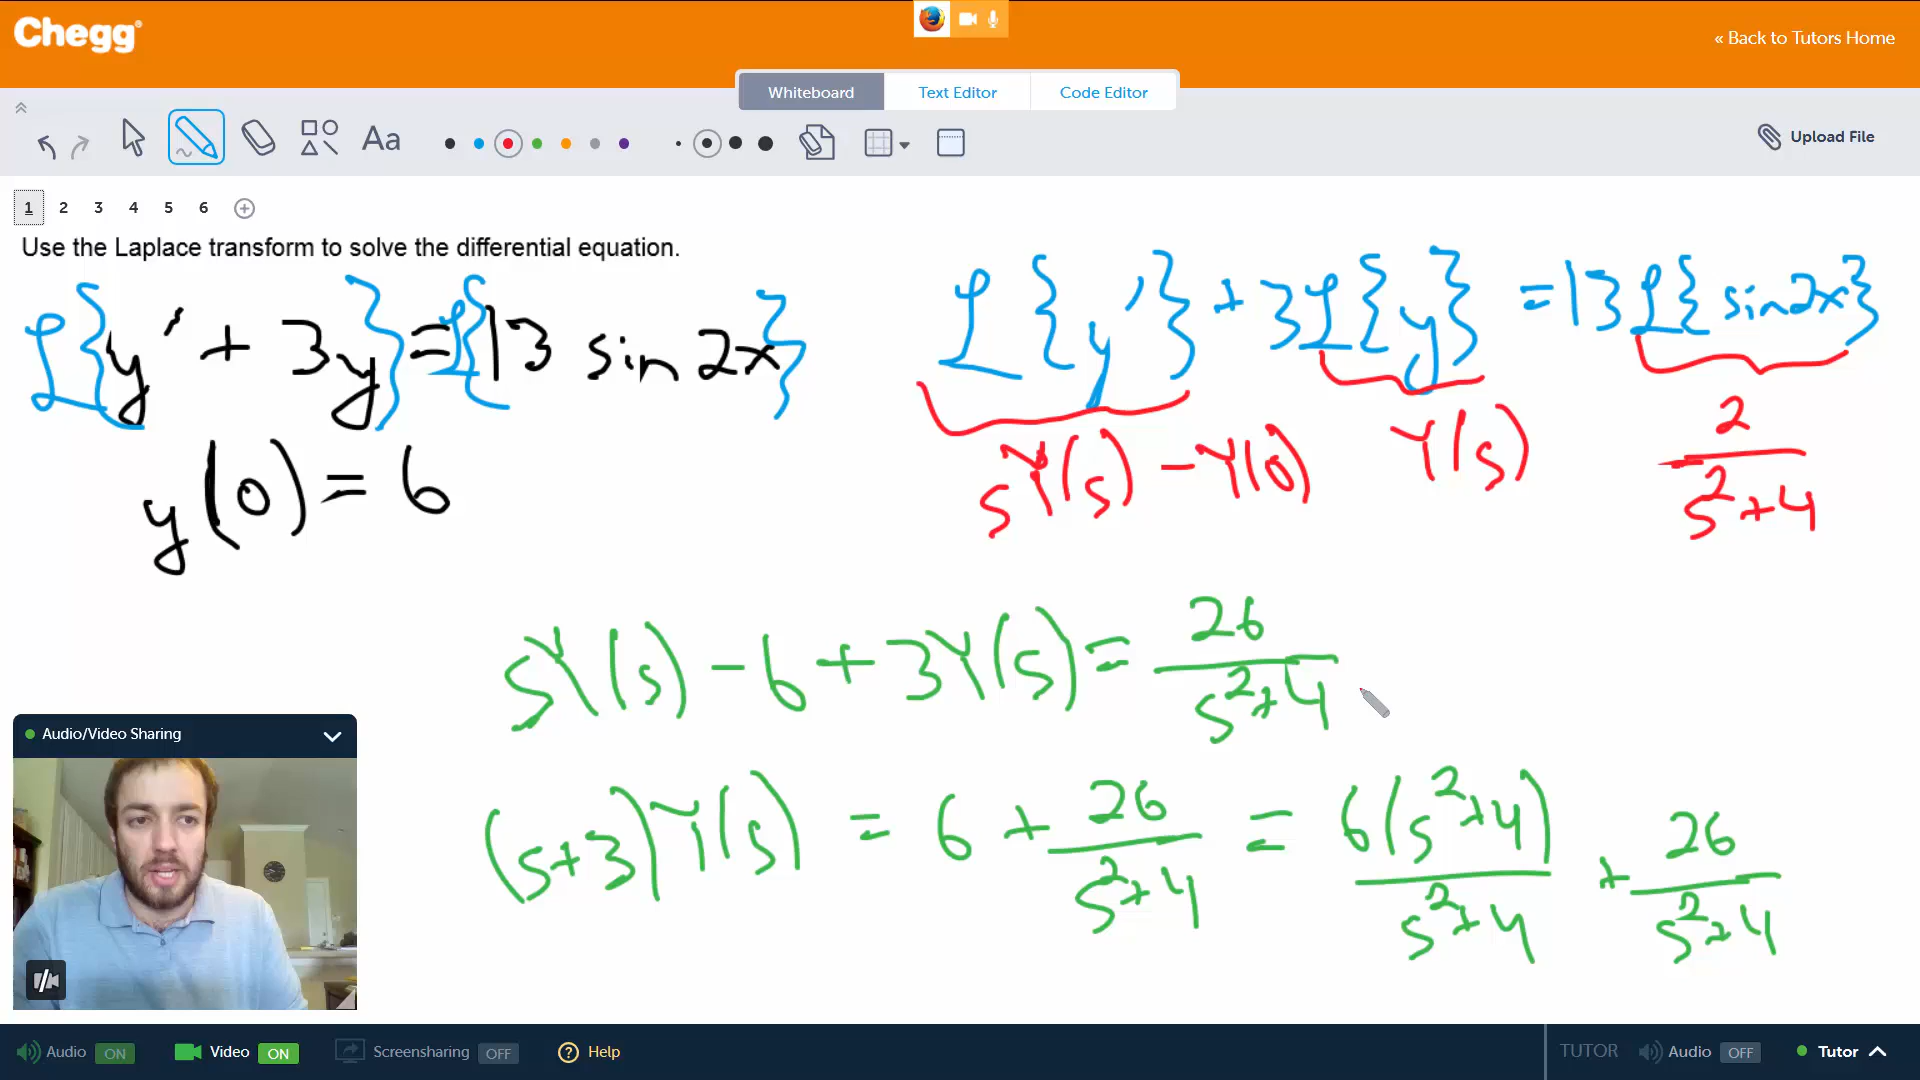 Chegg
« Back to Tutors Home
Whiteboard
Text Editor
Code Editor
Aa
Upload File
1 2 3 4 5 6
Use the Laplace transform to solve the differential equation.
ℒ{y' + 3y} = ℒ{13 sin 2x}
y(0) = 6
ℒ{y'} + 3ℒ{y} = 13ℒ{sin2x}
sY(s) - Y(0)
Y(s)
2
s²+4
sY(s) - 6 + 3Y(s) = 26
s²+4
(s+3)Y(s) = 6 + 26 = 6(s²+4) + 26
s²+4 s²+4 s²+4
Audio/Video Sharing
Audio ON
Video ON
Screensharing OFF
? Help
TUTOR
Audio OFF
Tutor